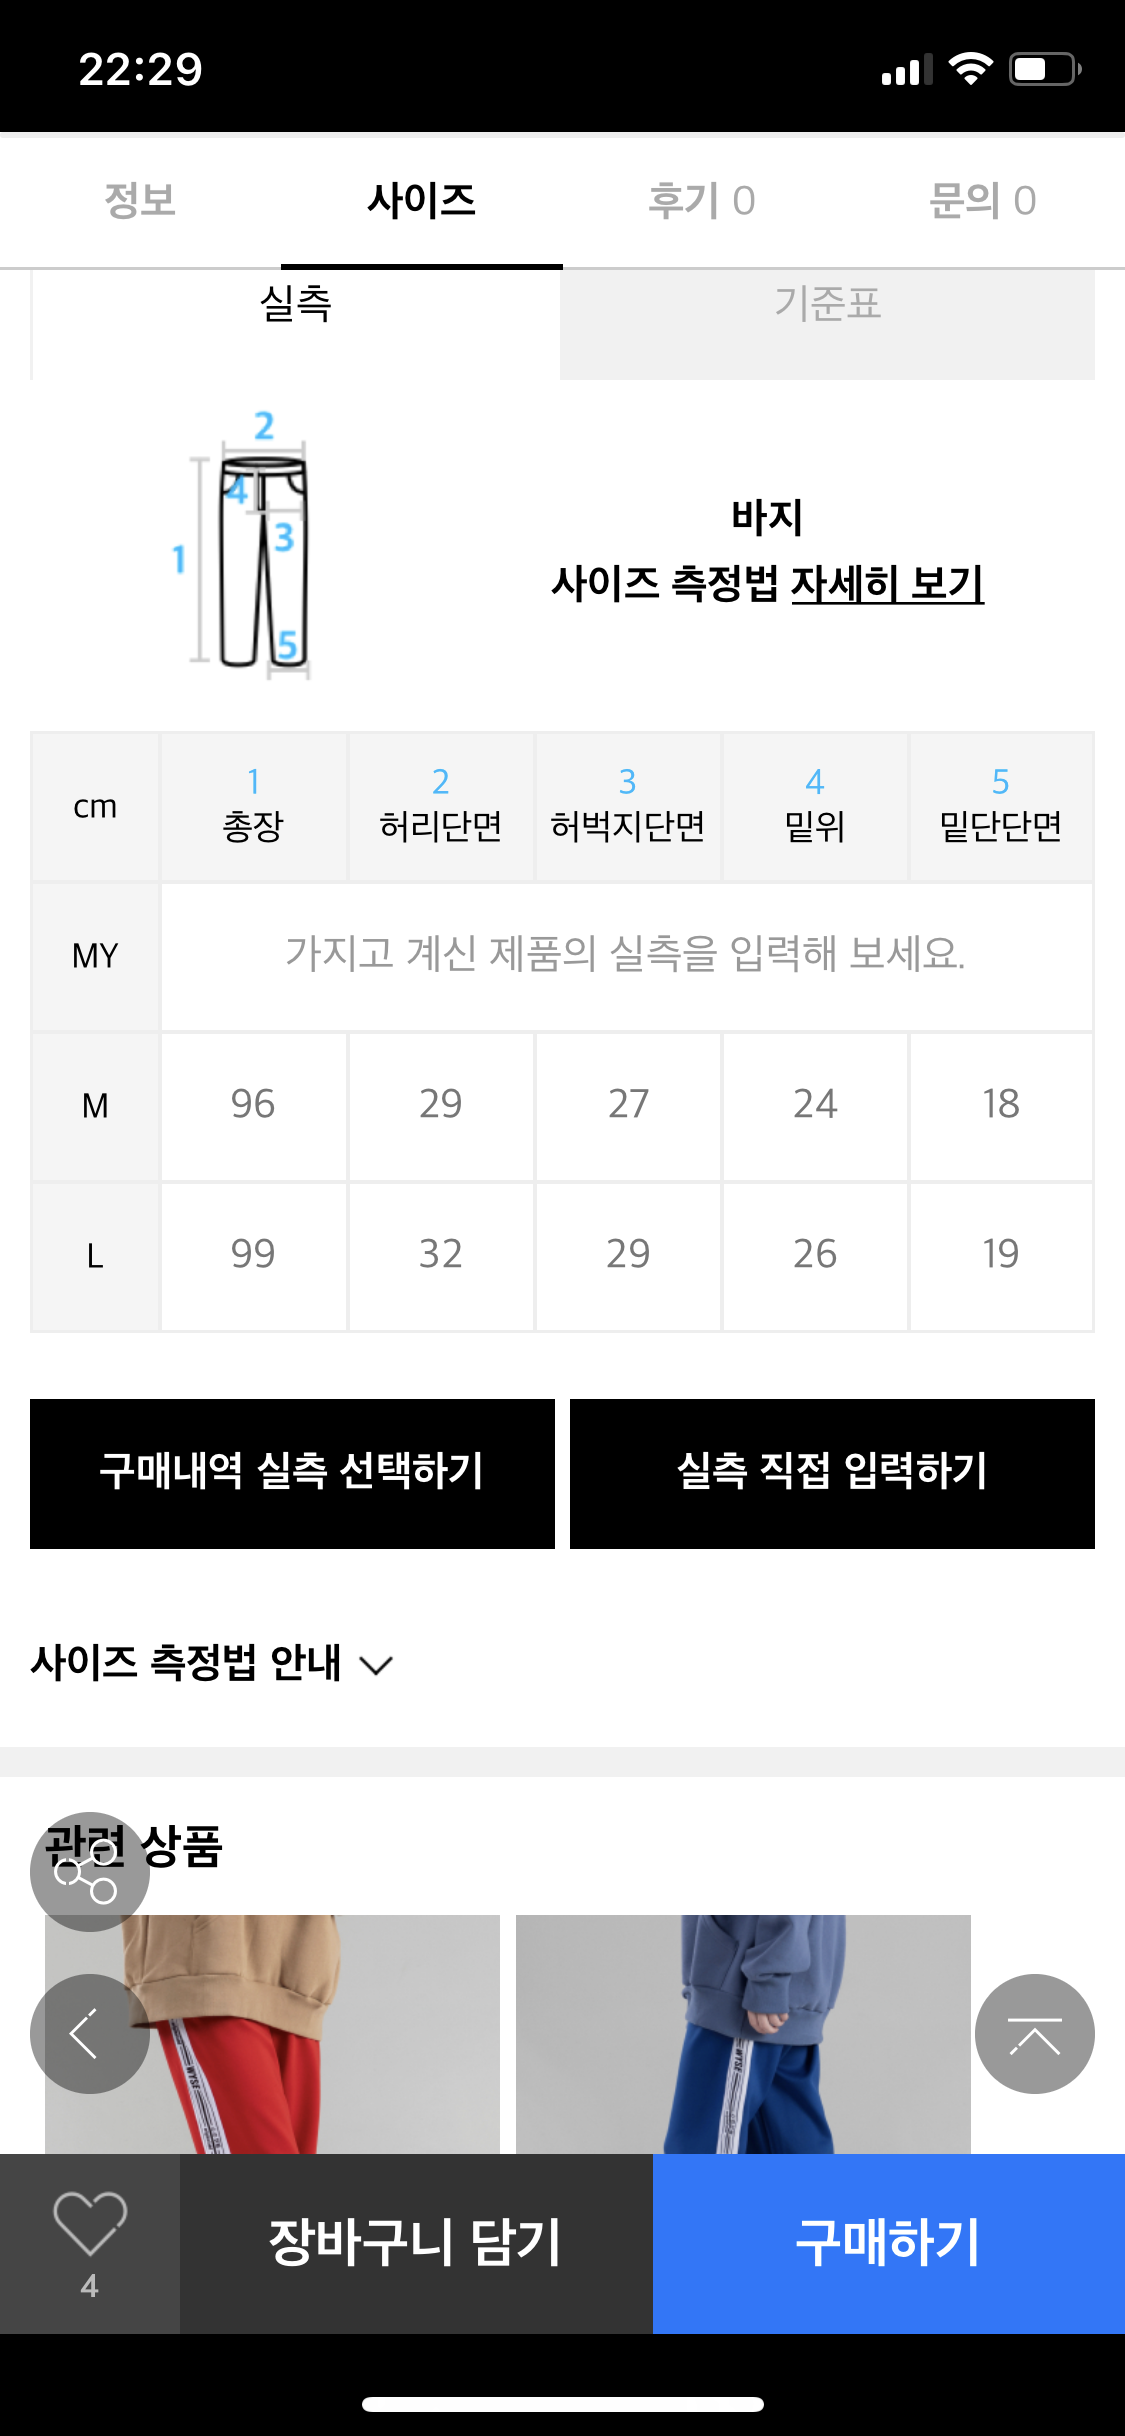 22:29
정보 사이즈 후기 0 문의 0
실측 기준표
2
4
3
1
5
바지
사이즈 측정법 자세히 보기
cm 1 총장 2 허리단면 3 허벅지단면 4 밑위 5 밑단단면
MY 가지고 계신 제품의 실측을 입력해 보세요.
M 96 29 27 24 18
L 99 32 29 26 19
구매내역 실측 선택하기 실측 직접 입력하기
사이즈 측정법 안내
관련 상품
WYSE
4 장바구니 담기 구매하기